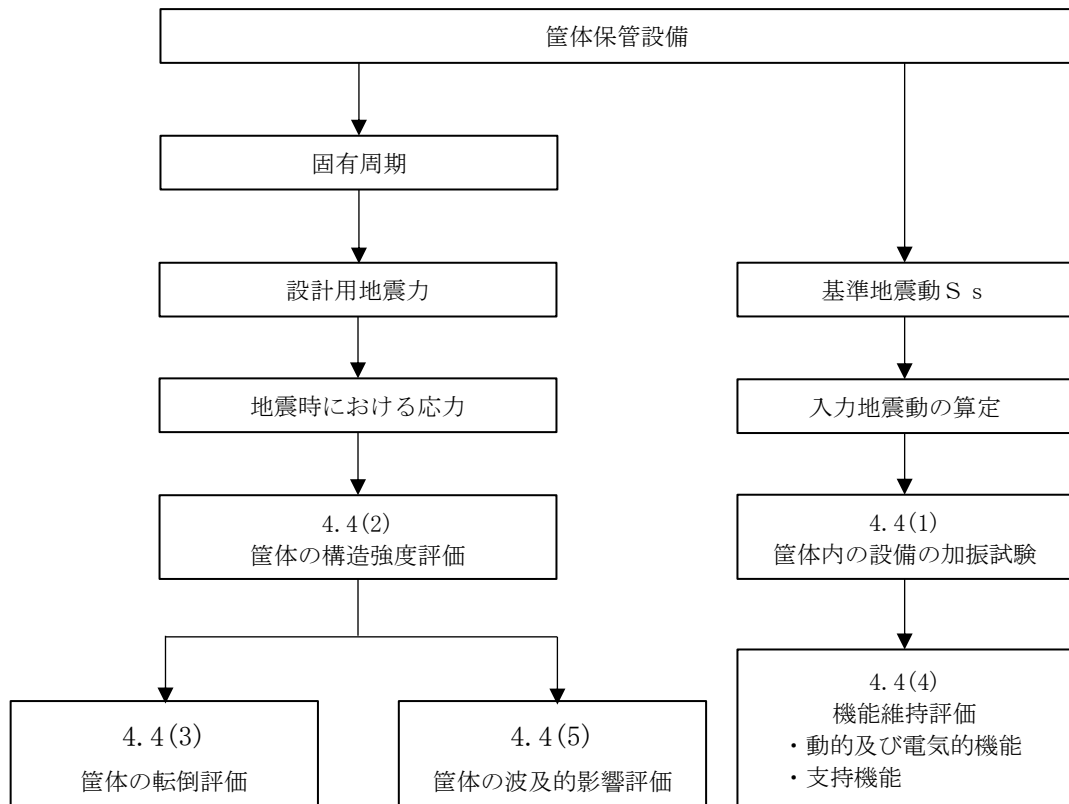 筐体保管設備
固有周期
設計用地震力
基準地震動Ｓｓ
地震時における応力
入力地震動の算定
4.4(2)
筐体の構造強度評価
4.4(1)
筐体内の設備の加振試験
4.4(3)
筐体の転倒評価
4.4(5)
筐体の波及的影響評価
4.4(4)
機能維持評価
・動的及び電気的機能
・支持機能